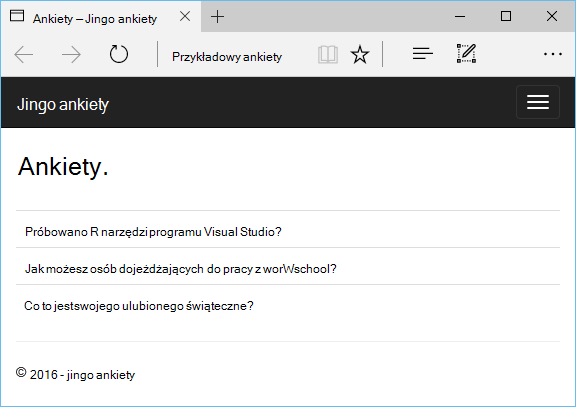 Ankiety – Jingo ankiety
Przykładowy ankiety
Jingo ankiety
Ankiety.
Próbowano R narzędzi programu Visual Studio?
Jak możesz osób dojeżdżających do pracy z worWschool?
Co to jestswojego ulubionego świąteczne?
© 2016 - jingo ankiety